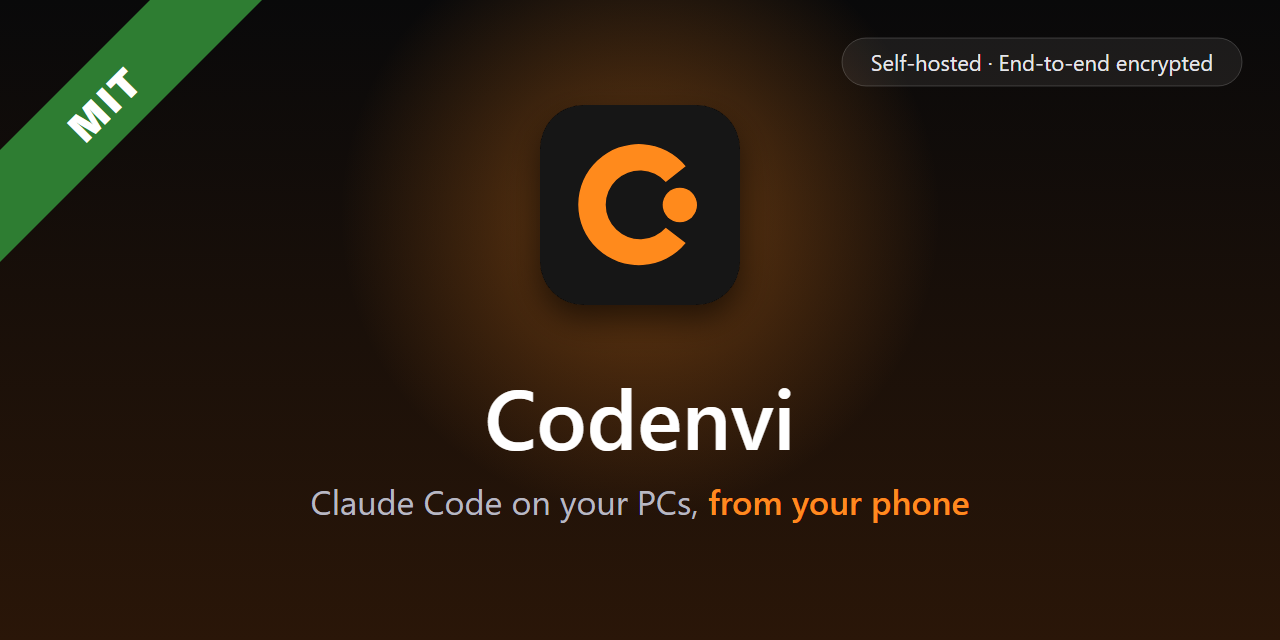 MIT
Self-hosted · End-to-end encrypted
Codenvi
Claude Code on your PCs, from your phone